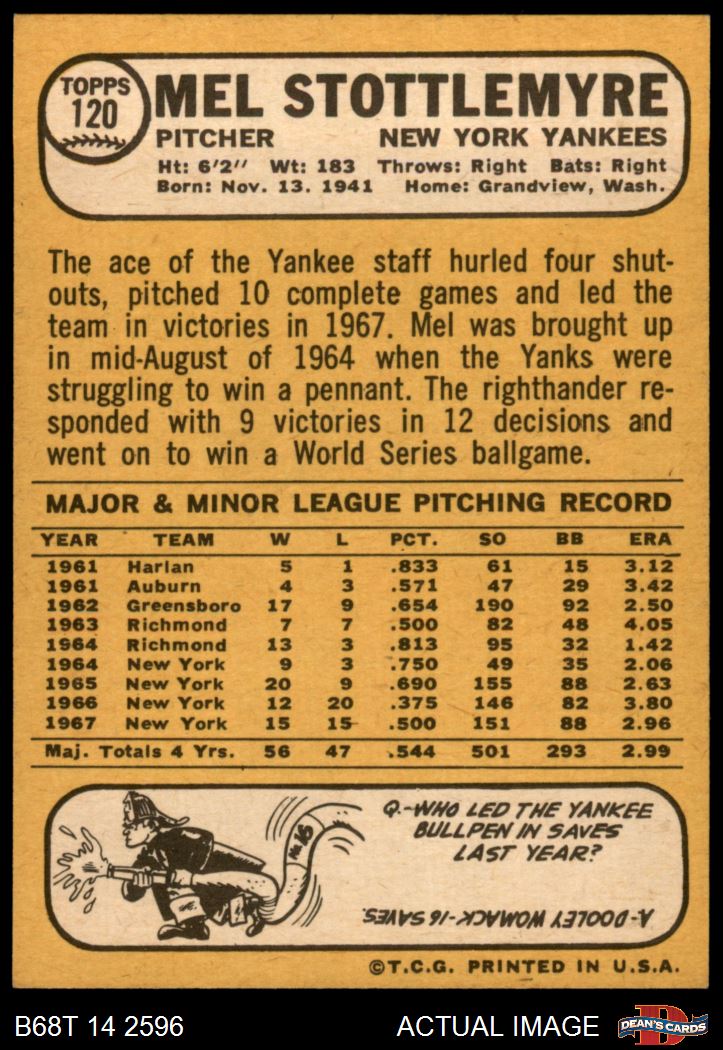 TOPPS
120
MEL STOTTLEMYRE
PITCHER NEW YORK YANKEES
Ht: 6'2" Wt: 183 Throws: Right Bats: Right
Born: Nov. 13. 1941 Home: Grandview, Wash.
The ace of the Yankee staff hurled four shut-
outs, pitched 10 complete games and led the
team in victories in 1967. Mel was brought up
in mid-August of 1964 when the Yanks were
struggling to win a pennant. The righthander re-
sponded with 9 victories in 12 decisions and
went on to win a World Series ballgame.
MAJOR & MINOR LEAGUE PITCHING RECORD
YEAR TEAM W L PCT. SO BB ERA
1961 Harlan 5 1 .833 61 15 3.12
1961 Auburn 4 3 .571 47 29 3.42
1962 Greensboro 17 9 .654 190 92 2.50
1963 Richmond 7 7 .500 82 48 4.05
1964 Richmond 13 3 .813 95 32 1.42
1964 New York 9 3 .750 49 35 2.06
1965 New York 20 9 .690 155 88 2.63
1966 New York 12 20 .375 146 82 3.80
1967 New York 15 15 .500 151 88 2.96
Maj. Totals 4 Yrs. 56 47 .544 501 293 2.99
No. 16
Q.-WHO LED THE YANKEE
BULLPEN IN SAVES
LAST YEAR?
A-DOOLEY WOMACK-16 SAVES.
©T.C.G. PRINTED IN U.S.A.
B68T 14 2596 ACTUAL IMAGE DEAN'S CARDS